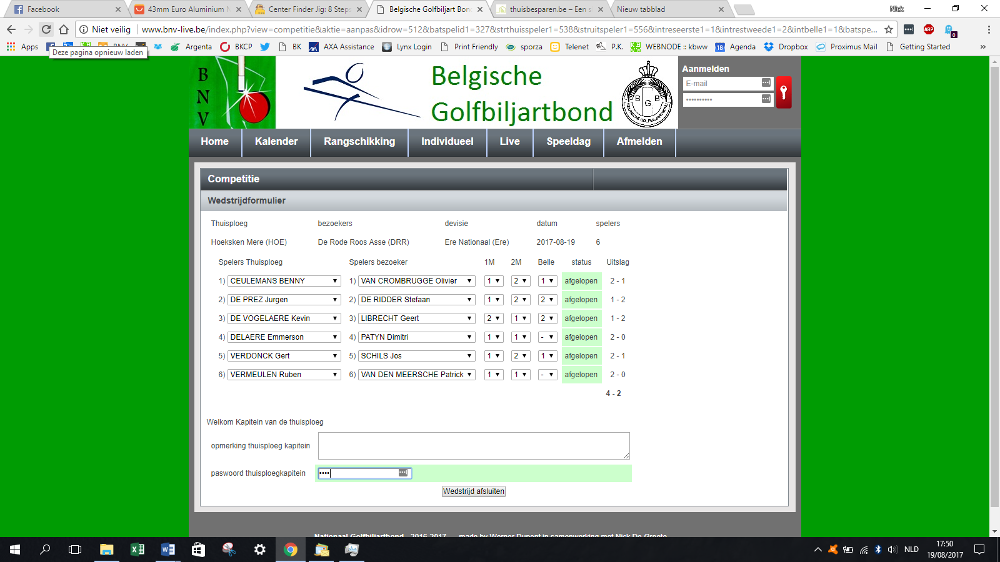 Facebook
43mm Euro Aluminium N
Center Finder Jig: 8 Steps
Belgische Golfbiljart Bon
thuisbesparen.be – Een s
Nieuw tabblad
Nick
Niet veilig
www.bnv-live.be/index.php?view=competitie&aktie=aanpas&idrow=512&batspelid1=327&strthuisspeler1=538&struitspeler1=556&intreseerste1=1&intrestweede1=2&intbelle1=1&batspe...
ABP
0
Apps
BNV
Argenta
BKCP
BK
AXA Assistance
Lynx Login
Print Friendly
sporza
Telenet
P.K.
WEBNODE :: kbww
18
Agenda
Dropbox
Proximus Mail
Getting Started
»
Deze pagina opnieuw laden
B
N
V
Belgische
Golfbiljartbond
B G B
BELGISCHE GOLFBILJARTBOND
Aanmelden
E-mail
••••••••••
Home
Kalender
Rangschikking
Individueel
Live
Speeldag
Afmelden
Competitie
Wedstrijdformulier
Thuisploeg bezoekers devisie datum spelers
Hoeksken Mere (HOE) De Rode Roos Asse (DRR) Ere Nationaal (Ere) 2017-08-19 6
Spelers Thuisploeg Spelers bezoeker 1M 2M Belle status Uitslag
1) CEULEMANS BENNY 1) VAN CROMBRUGGE Olivier 1 2 1 afgelopen 2 - 1
2) DE PREZ Jurgen 2) DE RIDDER Stefaan 1 2 2 afgelopen 1 - 2
3) DE VOGELAERE Kevin 3) LIBRECHT Geert 2 1 2 afgelopen 1 - 2
4) DELAERE Emmerson 4) PATYN Dimitri 1 1 - afgelopen 2 - 0
5) VERDONCK Gert 5) SCHILS Jos 1 2 1 afgelopen 2 - 1
6) VERMEULEN Ruben 6) VAN DEN MEERSCHE Patrick 1 1 - afgelopen 2 - 0
4 - 2
Welkom Kapitein van de thuisploeg
opmerking thuisploeg kapitein
paswoord thuisploegkapitein
••••
Wedstrijd afsluiten
Nationaal Golfbiljartbond 2016-2017 made by Werner Dupont in samenwerking met Nick De Groote
NLD
17:50
19/08/2017